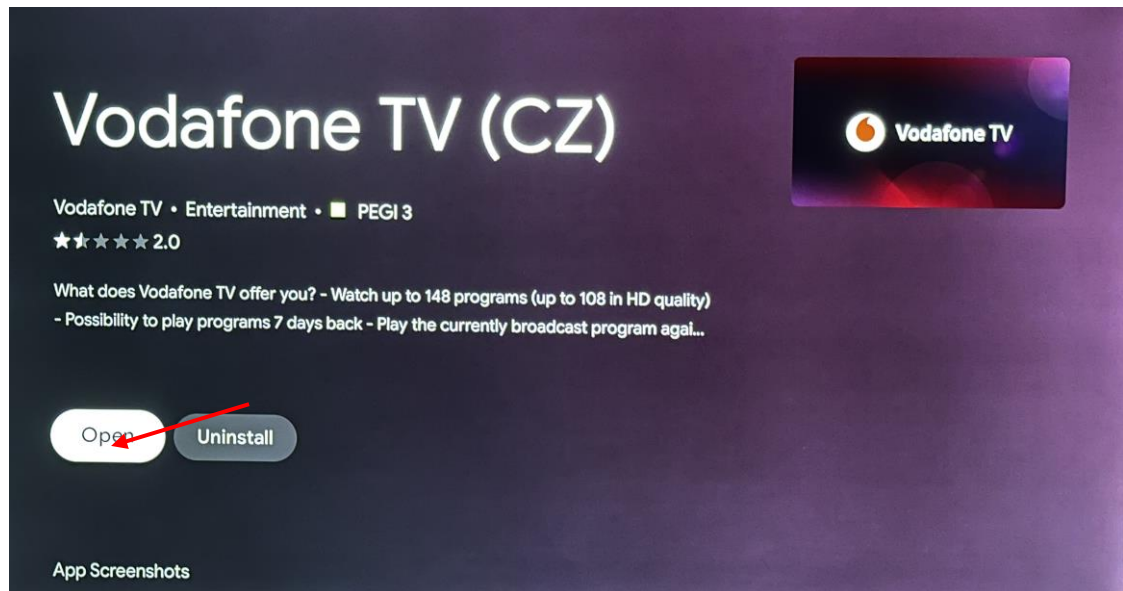 Vodafone TV (CZ)
Vodafone TV
Vodafone TV • Entertainment • PEGI 3
2.0
What does Vodafone TV offer you? - Watch up to 148 programs (up to 108 in HD quality)
- Possibility to play programs 7 days back - Play the currently broadcast program agai...
Open
Uninstall
App Screenshots